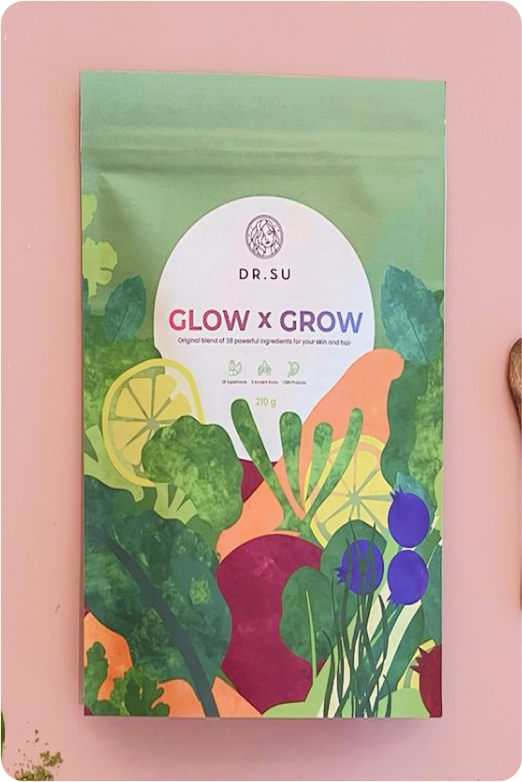 DR.SU
GLOW x GROW
Original blend of 38 powerful ingredients for your skin and hair
210 g